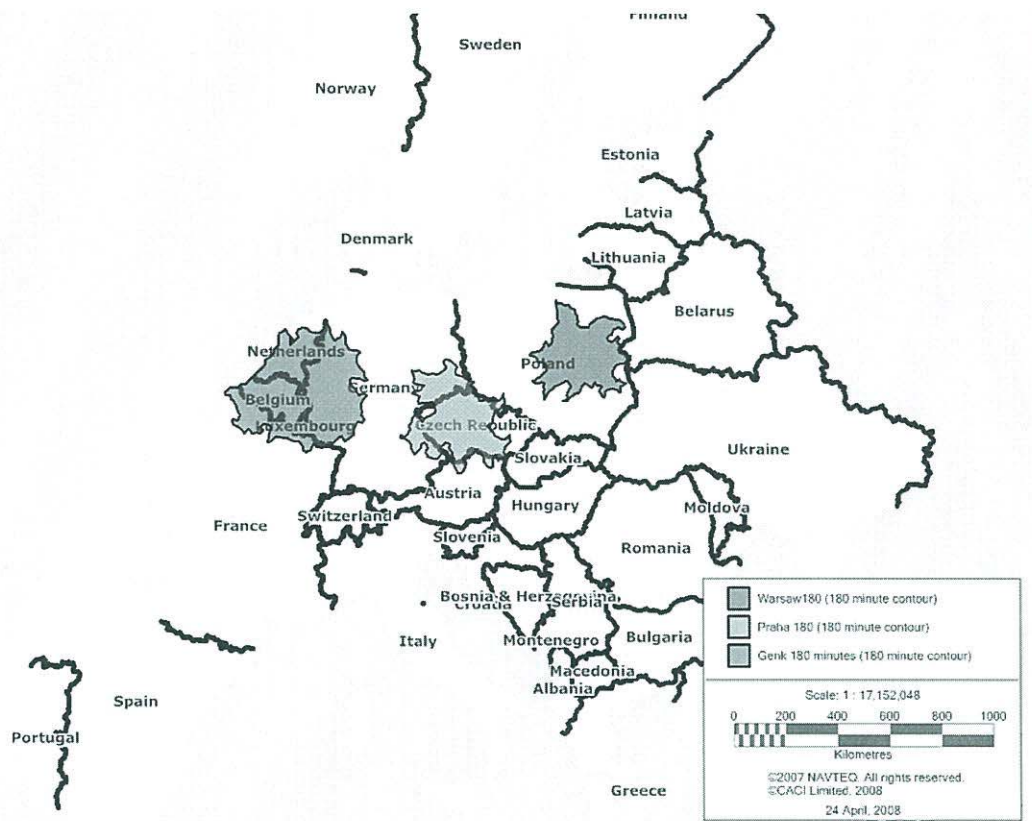 Finland
Sweden
Norway
Estonia
Latvia
Denmark
Lithuania
Belarus
Netherlands
Poland
Germany
Belgium
Luxembourg
Czech Republic
Slovakia
Ukraine
Austria
Hungary
Moldova
France
Switzerland
Slovenia
Romania
Bosnia & Herzegovina
Croatia
Serbia
Italy
Montenegro
Bulgaria
Macedonia
Albania
Spain
Portugal
Greece
Warsaw180 (180 minute contour)
Praha 180 (180 minute contour)
Genk 180 minutes (180 minute contour)
Scale: 1 : 17,152,048
0 200 400 600 800 1000
Kilometres
©2007 NAVTEQ. All rights reserved.
©CACI Limited, 2008
24 April, 2008